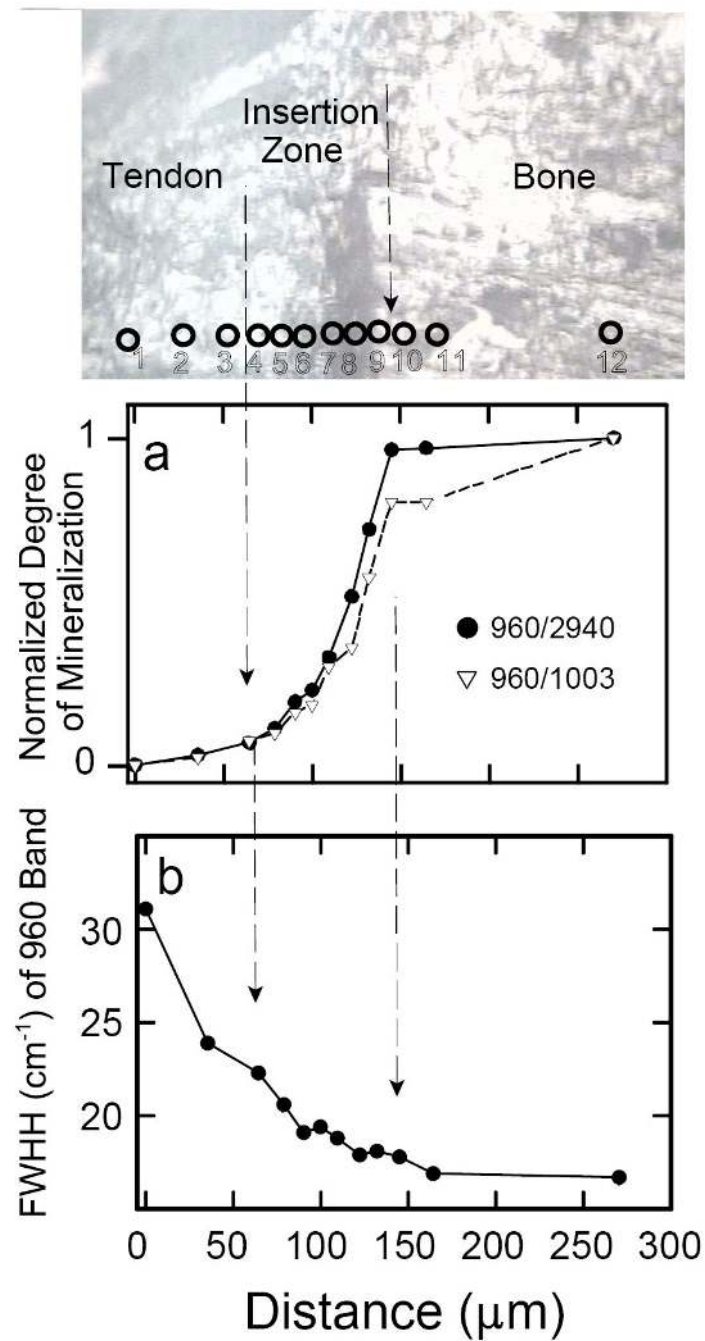 Insertion
Zone
Tendon
Bone
1 2 3 4 5 6 7 8 9 10 11 12
a
1
0
Normalized Degree
of Mineralization
960/2940
960/1003
b
30
25
20
FWHH (cm⁻¹) of 960 Band
0 50 100 150 200 250 300
Distance (μm)